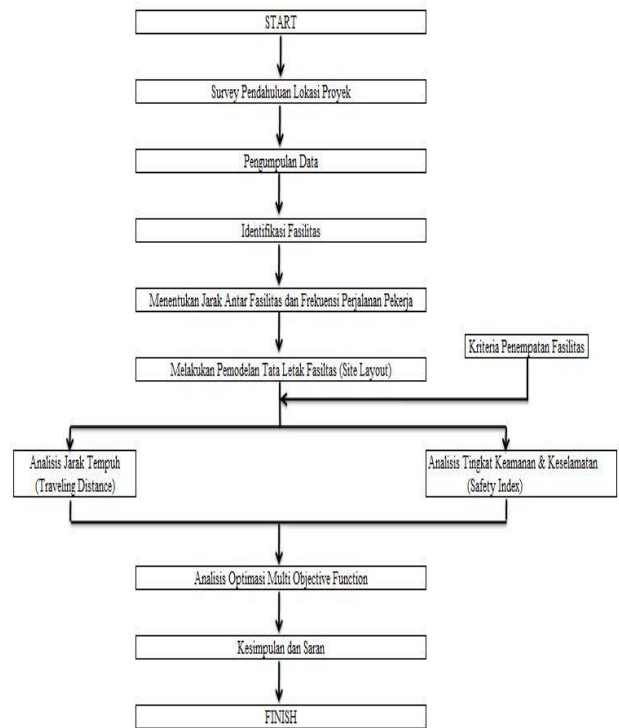 START
Survey Pendahuluan Lokasi Proyek
Pengumpulan Data
Identifikasi Fasilitas
Menentukan Jarak Antar Fasilitas dan Frekuensi Perjalanan Pekerja
Kriteria Penempatan Fasilitas
Melakukan Pemodelan Tata Letak Fasiltas (Site Layout)
Analisis Jarak Tempuh
(Traveling Distance)
Analisis Tingkat Keamanan & Keselamatan
(Safety Index)
Analisis Optimasi Multi Objective Function
Kesimpulan dan Saran
FINISH